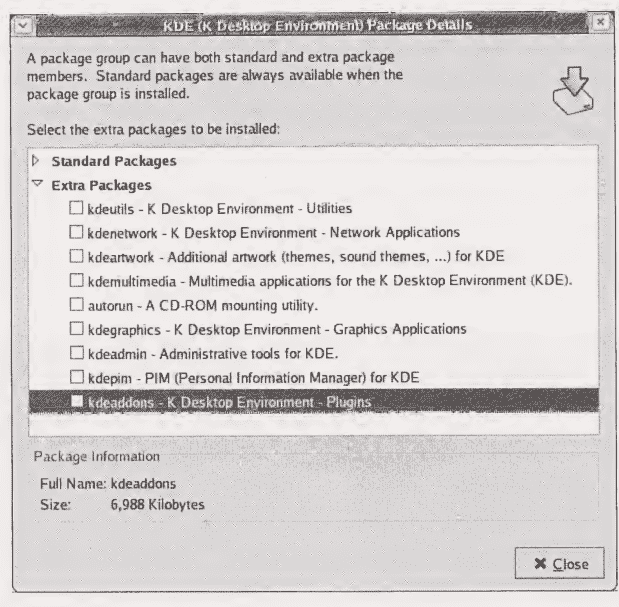 KDE (K Desktop Environment) Package Details
A package group can have both standard and extra package
members. Standard packages are always available when the
package group is installed.
Select the extra packages to be installed:
Standard Packages
Extra Packages
kdeutils - K Desktop Environment - Utilities
kdenetwork - K Desktop Environment - Network Applications
kdeartwork - Additional artwork (themes, sound themes, ...) for KDE
kdemultimedia - Multimedia applications for the K Desktop Environment (KDE).
autorun - A CD-ROM mounting utility.
kdegraphics - K Desktop Environment - Graphics Applications
kdeadmin - Administrative tools for KDE.
kdepim - PIM (Personal Information Manager) for KDE
kdeaddons - K Desktop Environment - Plugins
Package Information
Full Name: kdeaddons
Size: 6,988 Kilobytes
Close